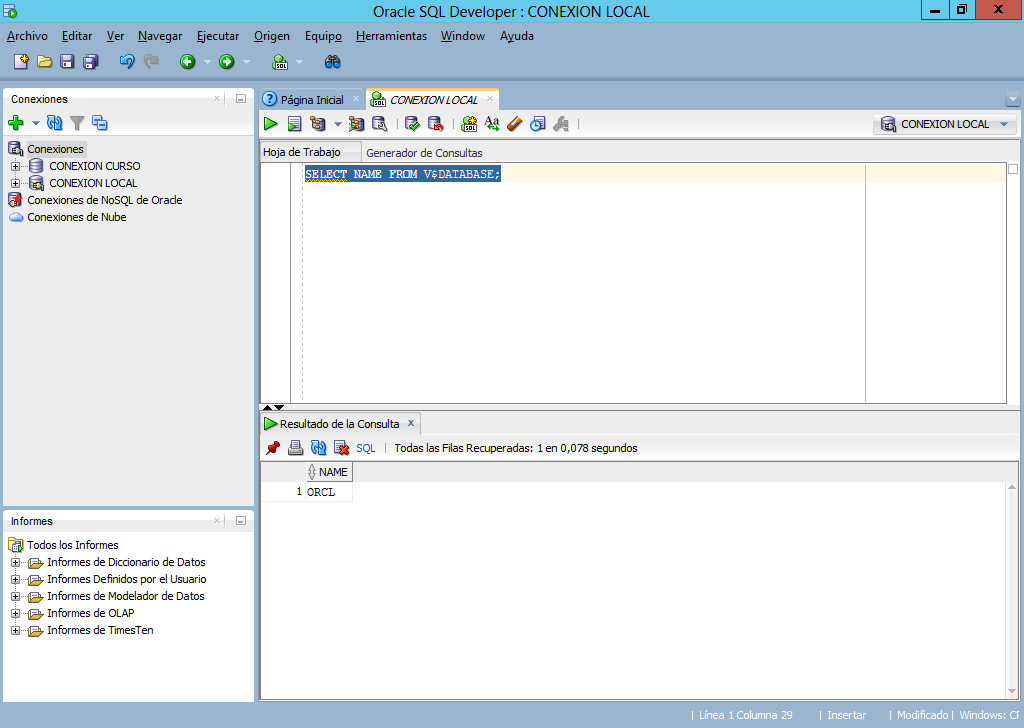 Oracle SQL Developer : CONEXION LOCAL
Archivo Editar Ver Navegar Ejecutar Origen Equipo Herramientas Window Ayuda
Conexiones
Conexiones
CONEXION CURSO
CONEXION LOCAL
Conexiones de NoSQL de Oracle
Conexiones de Nube
Página Inicial
CONEXION LOCAL
CONEXION LOCAL
Hoja de Trabajo Generador de Consultas
SELECT NAME FROM V$DATABASE;
Resultado de la Consulta
SQL | Todas las Filas Recuperadas: 1 en 0,078 segundos
NAME
1 ORCL
Informes
Todos los Informes
Informes de Diccionario de Datos
Informes Definidos por el Usuario
Informes de Modelador de Datos
Informes de OLAP
Informes de TimesTen
| Línea 1 Columna 29 | Insertar | Modificado | Windows: